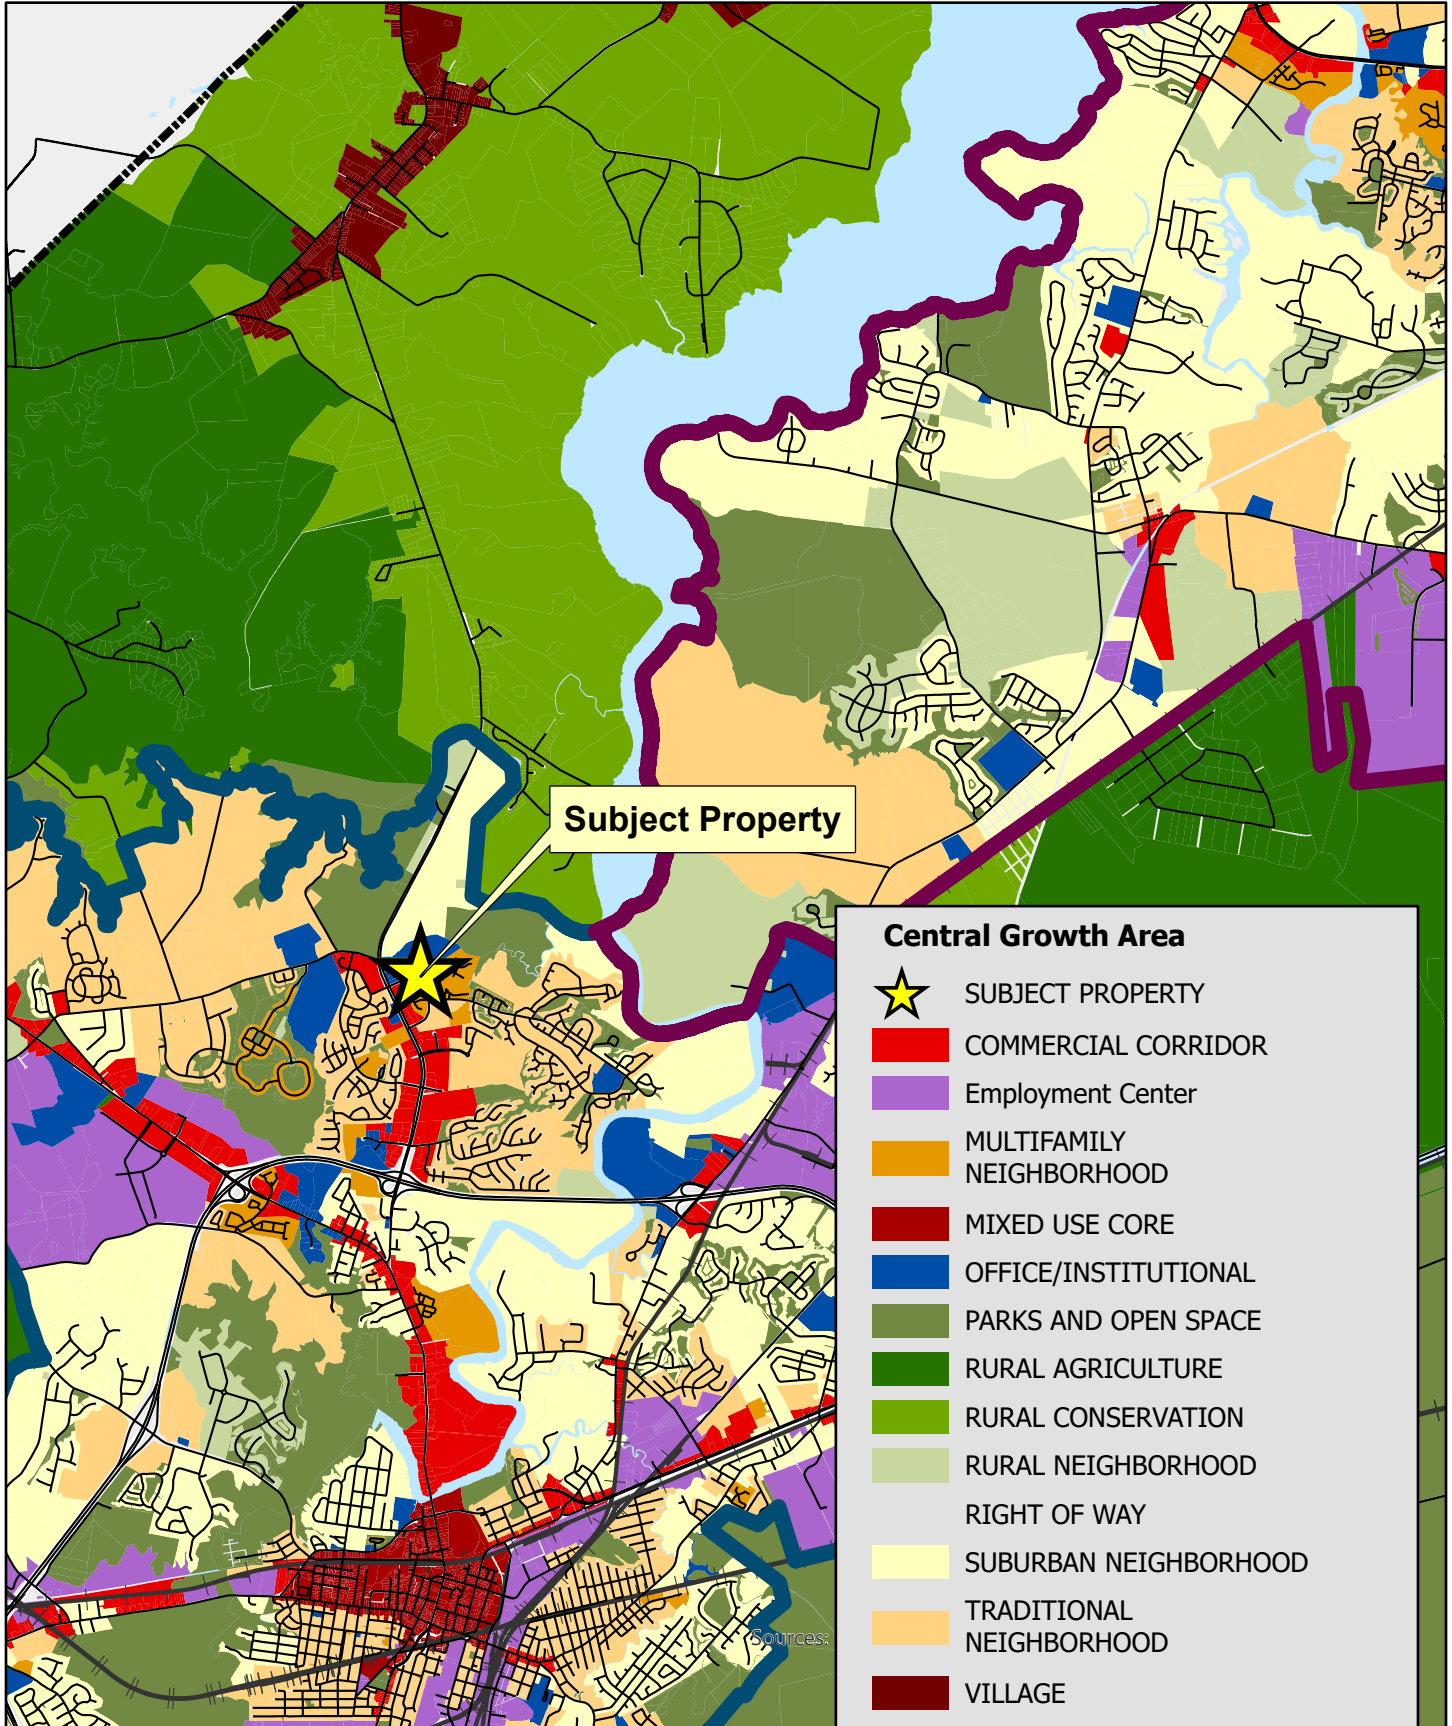 Subject Property
Central Growth Area
SUBJECT PROPERTY
COMMERCIAL CORRIDOR
Employment Center
MULTIFAMILY
NEIGHBORHOOD
MIXED USE CORE
OFFICE/INSTITUTIONAL
PARKS AND OPEN SPACE
RURAL AGRICULTURE
RURAL CONSERVATION
RURAL NEIGHBORHOOD
RIGHT OF WAY
SUBURBAN NEIGHBORHOOD
TRADITIONAL
NEIGHBORHOOD
VILLAGE
Sources: